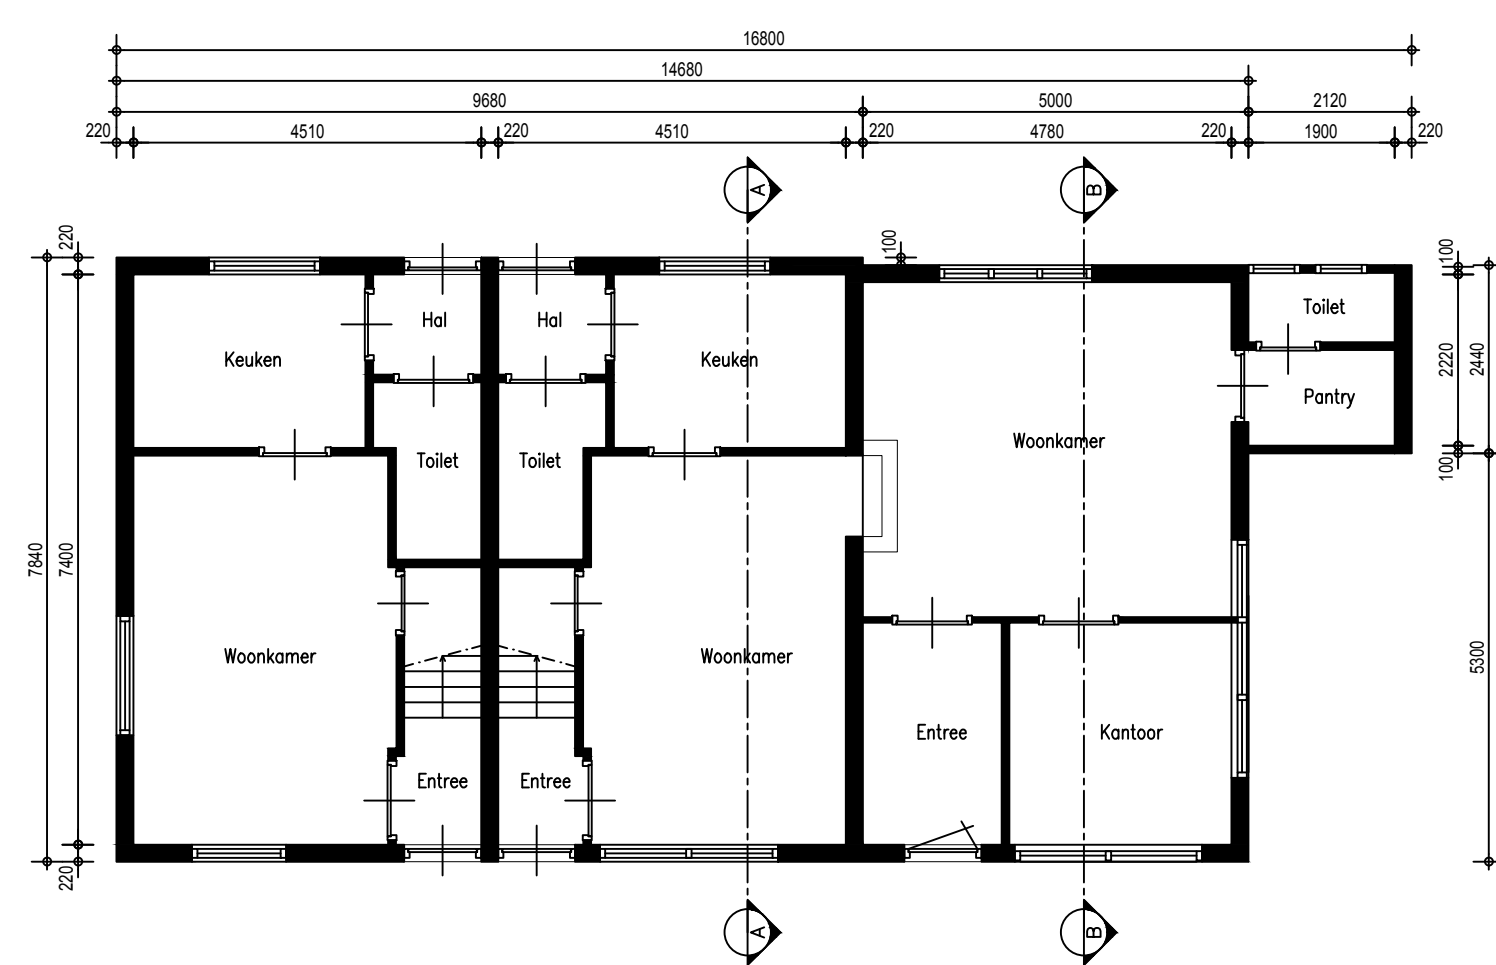 16800
14680
9680 5000 2120
220 4510 220 4510 220 4780 220 1900 220
A B
220 100 100
Hal Hal Toilet
Keuken Keuken 2220 2440
Pantry
Woonkamer
Toilet Toilet 100
7840 7400
Woonkamer Woonkamer 5300
Entree Kantoor
Entree Entree
220
A B